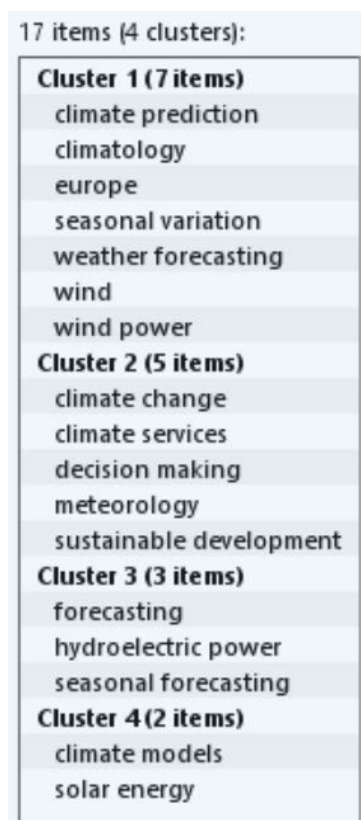 17 items (4 clusters):
Cluster 1 (7 items)
climate prediction
climatology
europe
seasonal variation
weather forecasting
wind
wind power
Cluster 2 (5 items)
climate change
climate services
decision making
meteorology
sustainable development
Cluster 3 (3 items)
forecasting
hydroelectric power
seasonal forecasting
Cluster 4 (2 items)
climate models
solar energy